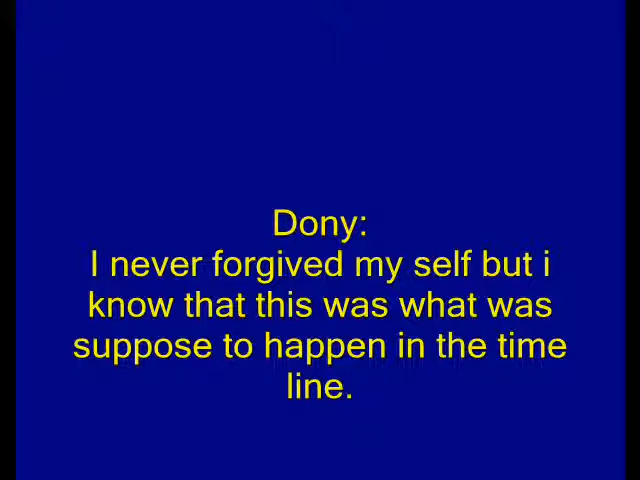 Dony:
I never forgived my self but i
know that this was what was
suppose to happen in the time
line.